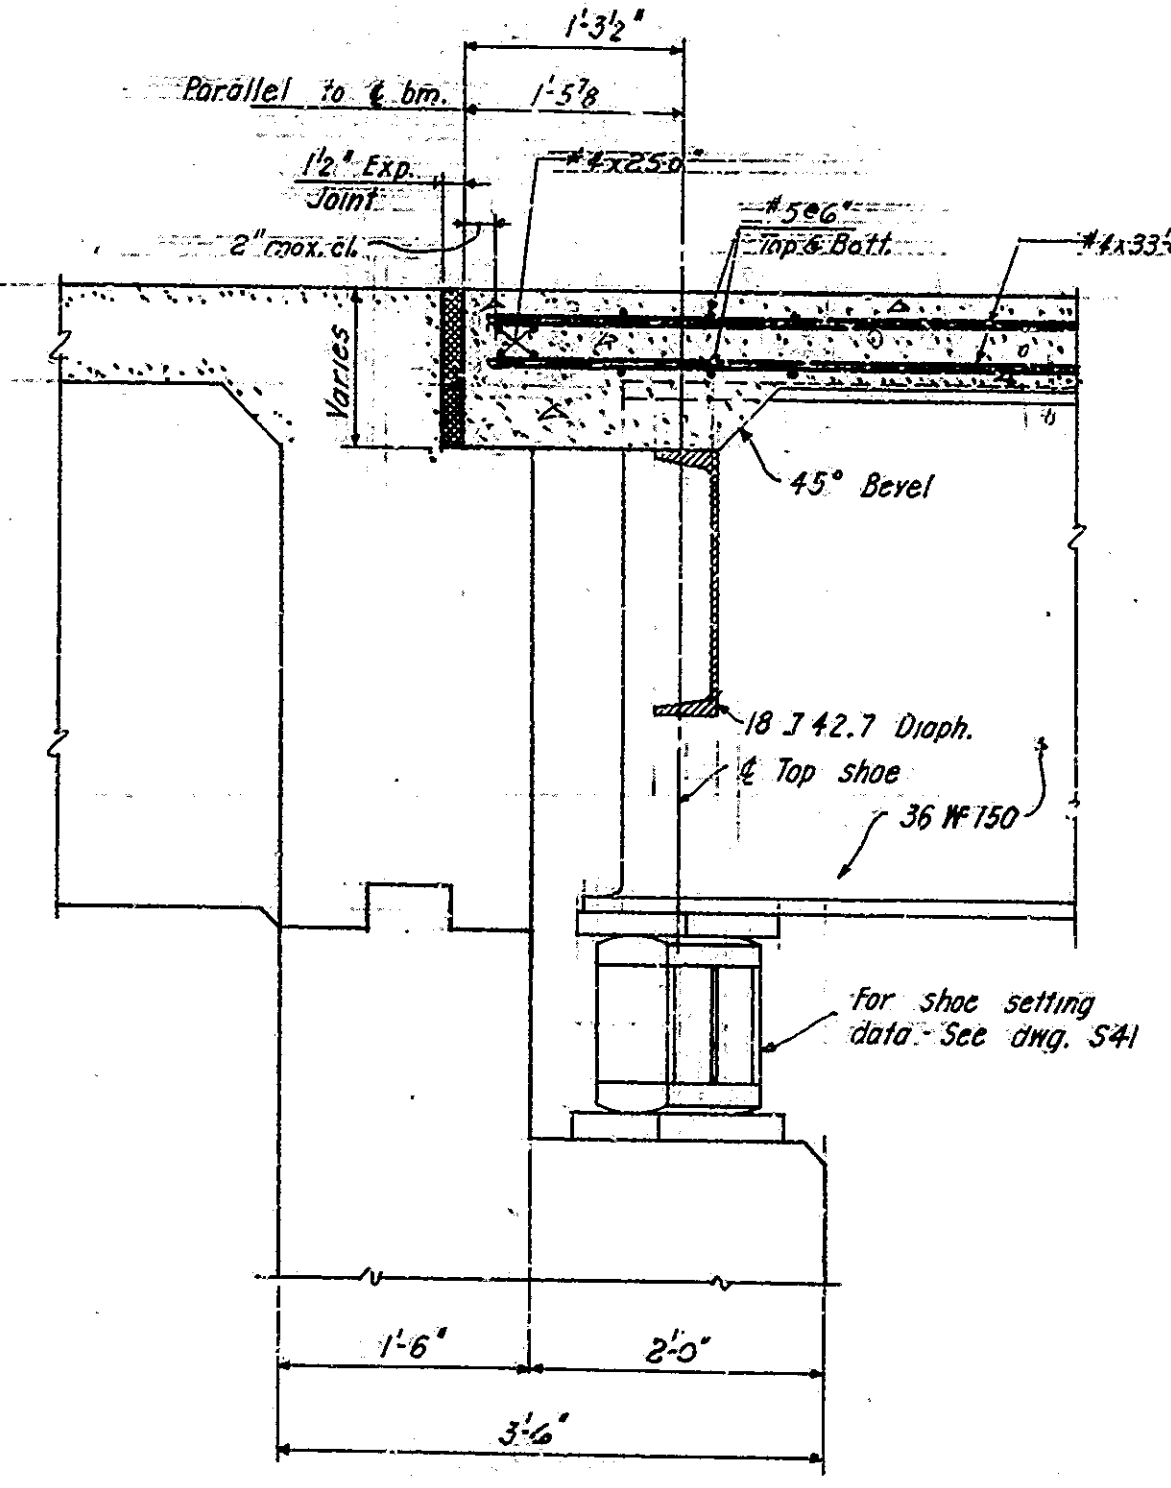 1'-3½"
Parallel to ℄ bm.
1'-5⅞
1½" Exp.
Joint
#4x25'0"
2" max. cl.
#5@6"
Top & Bott.
#4x33'
Varies
45° Bevel
18 J 42.7 Diaph.
℄ Top shoe
36 WF 150
For shoe setting
data - See dwg. S41
1'-6"
2'-0"
3'-6"